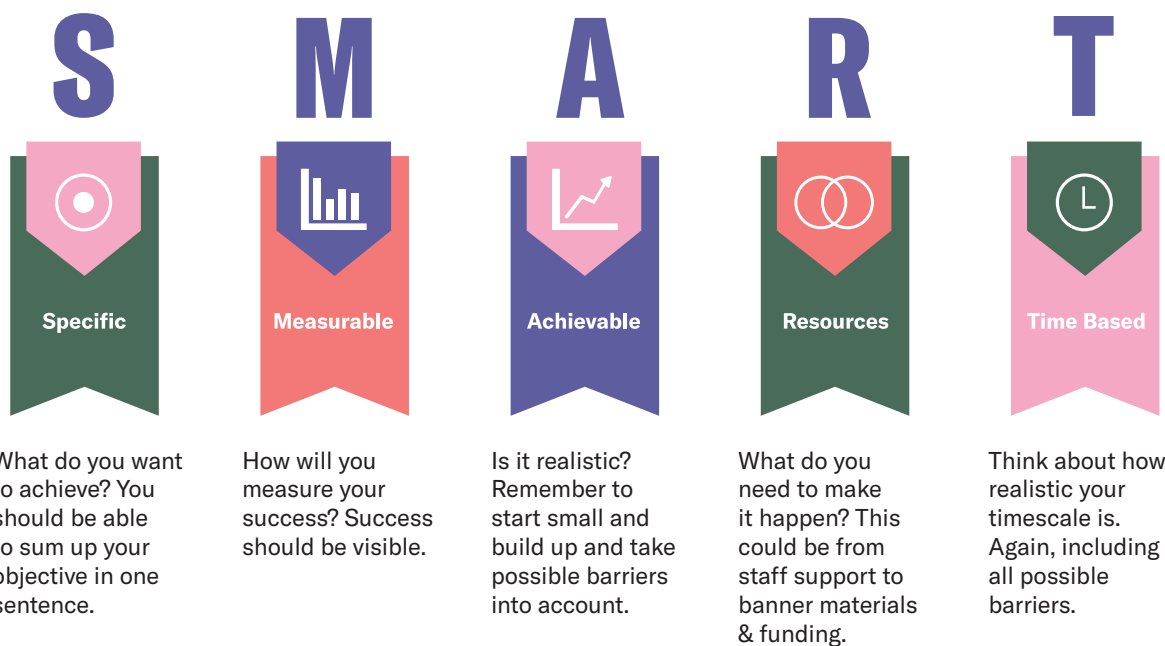 S M A R T
Specific
Measurable
Achievable
Resources
Time Based
What do you want
to achieve? You
should be able
to sum up your
objective in one
sentence.
How will you
measure your
success? Success
should be visible.
Is it realistic?
Remember to
start small and
build up and take
possible barriers
into account.
What do you
need to make
it happen? This
could be from
staff support to
banner materials
& funding.
Think about how
realistic your
timescale is.
Again, including
all possible
barriers.